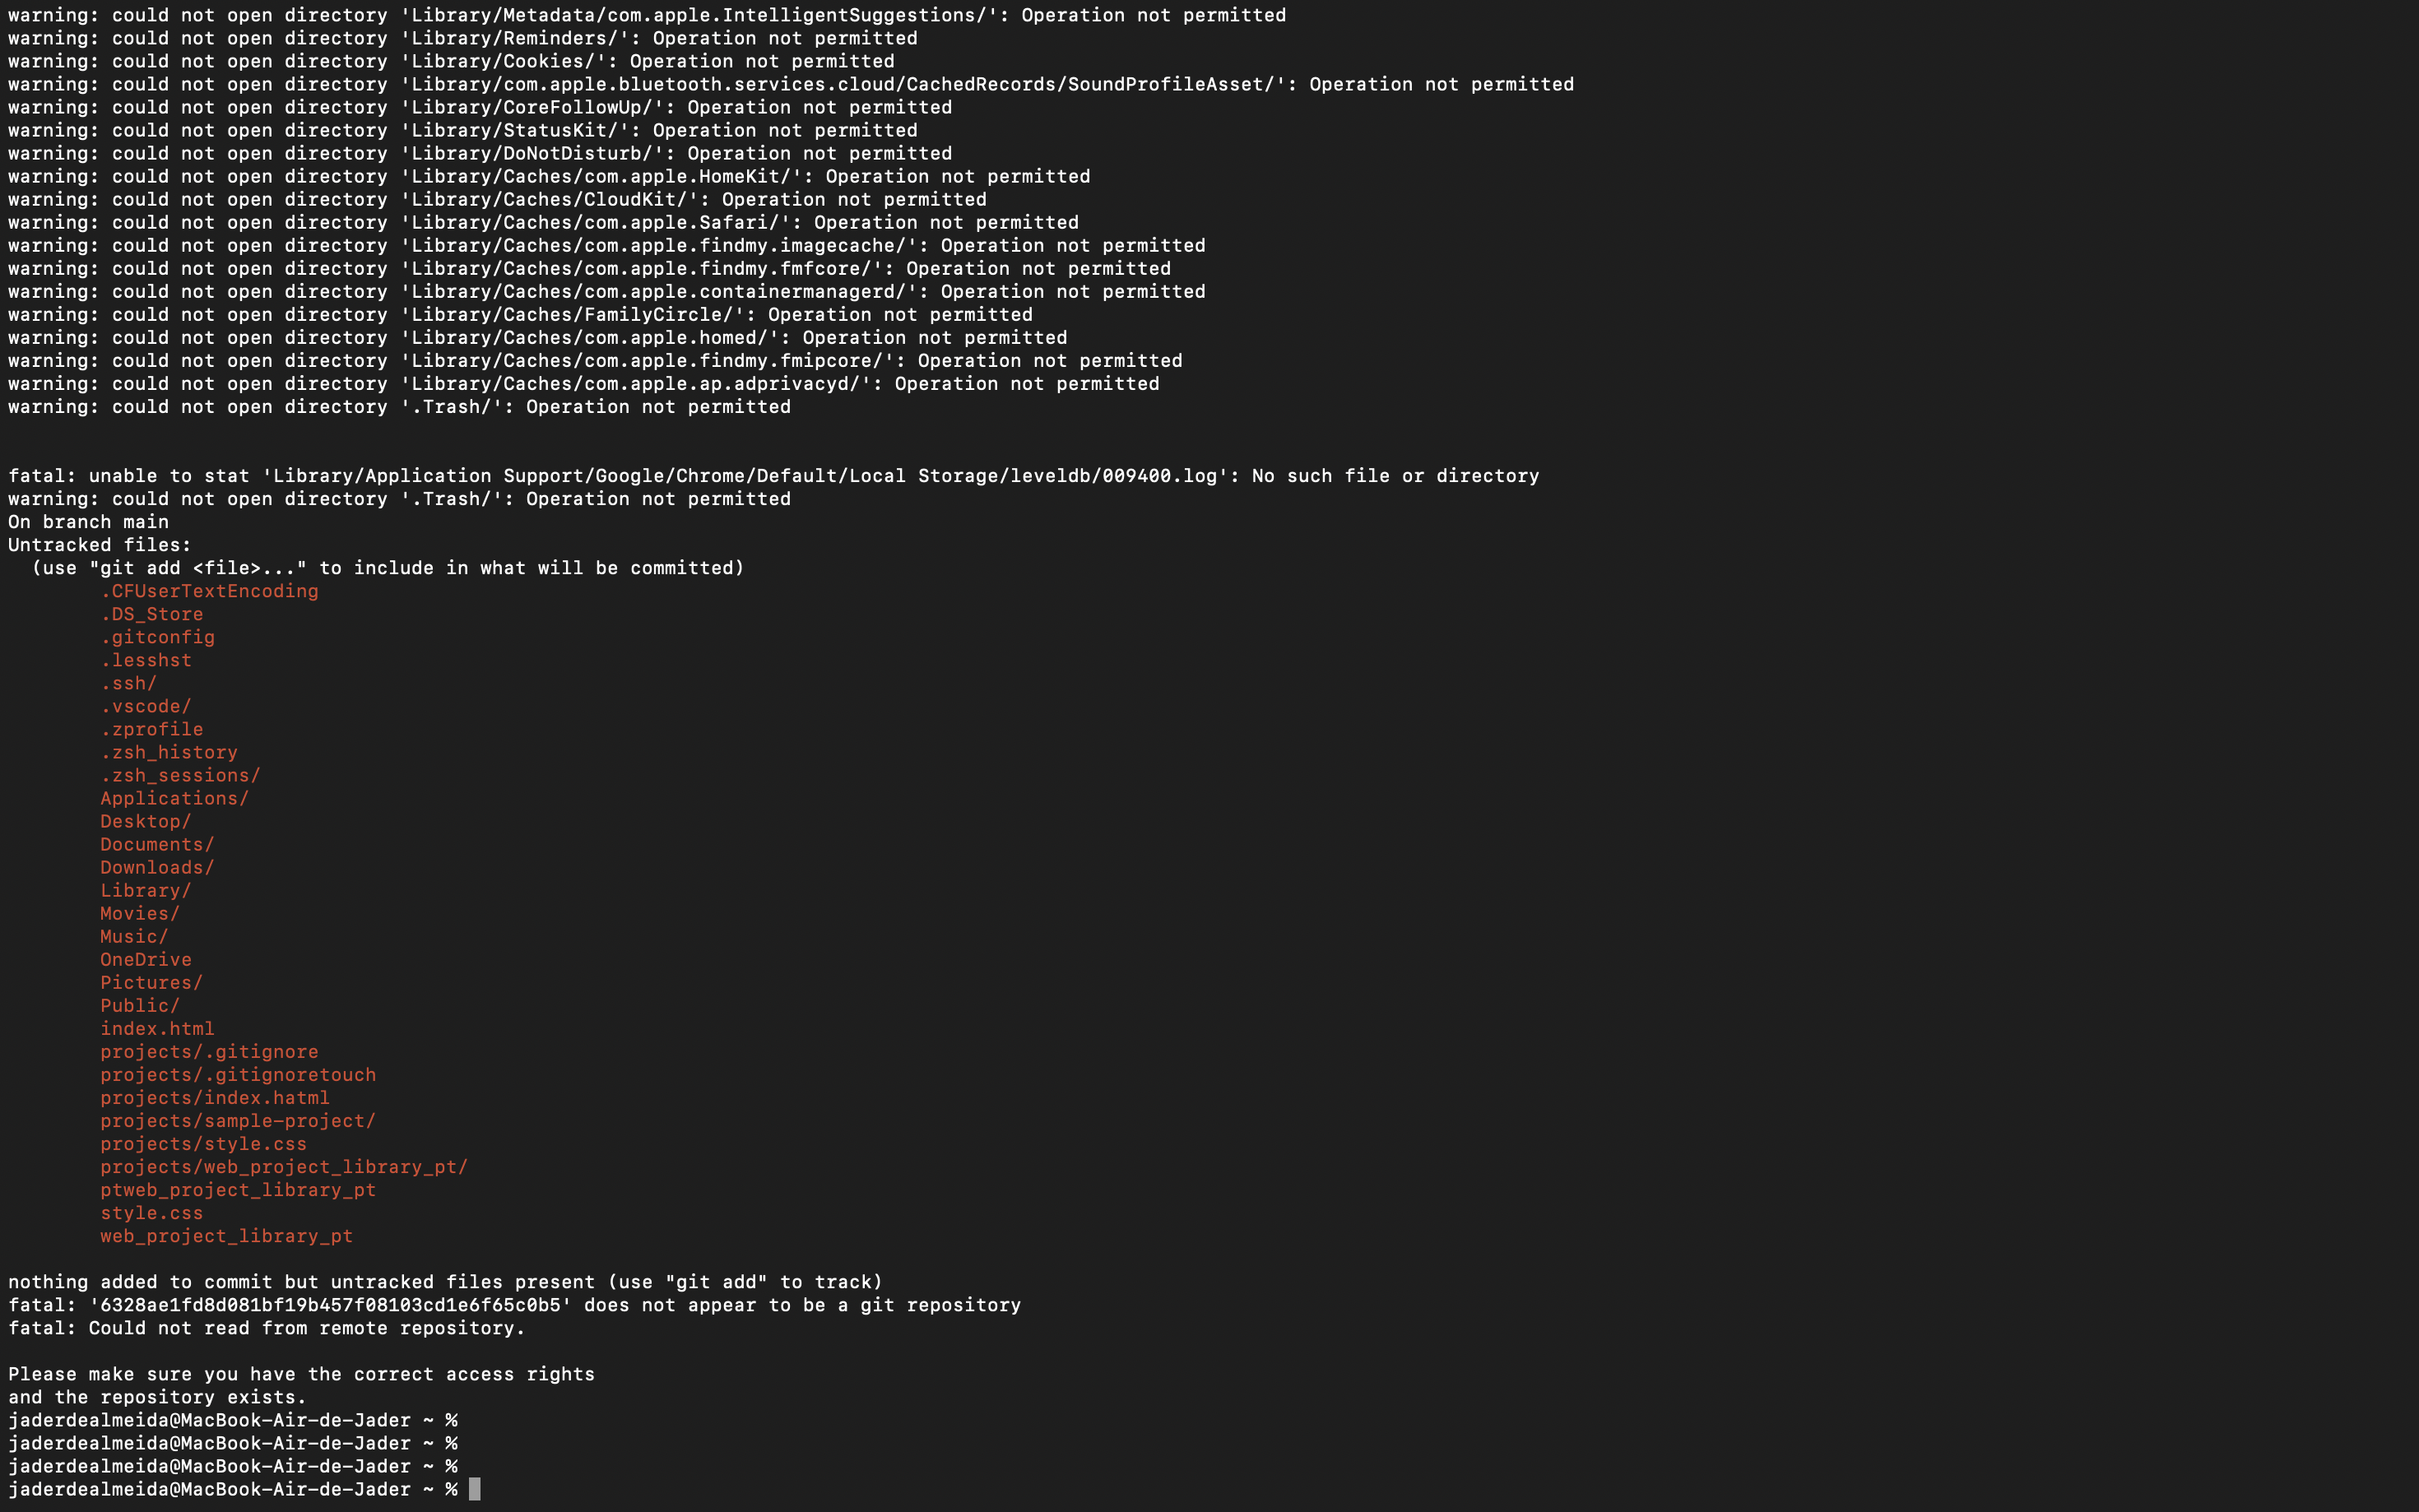 warning: could not open directory 'Library/Metadata/com.apple.IntelligentSuggestions/': Operation not permitted
warning: could not open directory 'Library/Reminders/': Operation not permitted
warning: could not open directory 'Library/Cookies/': Operation not permitted
warning: could not open directory 'Library/com.apple.bluetooth.services.cloud/CachedRecords/SoundProfileAsset/': Operation not permitted
warning: could not open directory 'Library/CoreFollowUp/': Operation not permitted
warning: could not open directory 'Library/StatusKit/': Operation not permitted
warning: could not open directory 'Library/DoNotDisturb/': Operation not permitted
warning: could not open directory 'Library/Caches/com.apple.HomeKit/': Operation not permitted
warning: could not open directory 'Library/Caches/CloudKit/': Operation not permitted
warning: could not open directory 'Library/Caches/com.apple.Safari/': Operation not permitted
warning: could not open directory 'Library/Caches/com.apple.findmy.imagecache/': Operation not permitted
warning: could not open directory 'Library/Caches/com.apple.findmy.fmfcore/': Operation not permitted
warning: could not open directory 'Library/Caches/com.apple.containermanagerd/': Operation not permitted
warning: could not open directory 'Library/Caches/FamilyCircle/': Operation not permitted
warning: could not open directory 'Library/Caches/com.apple.homed/': Operation not permitted
warning: could not open directory 'Library/Caches/com.apple.findmy.fmipcore/': Operation not permitted
warning: could not open directory 'Library/Caches/com.apple.ap.adprivacyd/': Operation not permitted
warning: could not open directory '.Trash/': Operation not permitted
fatal: unable to stat 'Library/Application Support/Google/Chrome/Default/Local Storage/leveldb/009400.log': No such file or directory
warning: could not open directory '.Trash/': Operation not permitted
On branch main
Untracked files:
(use "git add <file>..." to include in what will be committed)
.CFUserTextEncoding
.DS_Store
.gitconfig
.lesshst
.ssh/
.vscode/
.zprofile
.zsh_history
.zsh_sessions/
Applications/
Desktop/
Documents/
Downloads/
Library/
Movies/
Music/
OneDrive
Pictures/
Public/
index.html
projects/.gitignore
projects/.gitignoretouch
projects/index.hatml
projects/sample-project/
projects/style.css
projects/web_project_library_pt/
ptweb_project_library_pt
style.css
web_project_library_pt
nothing added to commit but untracked files present (use "git add" to track)
fatal: '6328ae1fd8d081bf19b457f08103cd1e6f65c0b5' does not appear to be a git repository
fatal: Could not read from remote repository.
Please make sure you have the correct access rights
and the repository exists.
jaderdealmeida@MacBook-Air-de-Jader ~ %
jaderdealmeida@MacBook-Air-de-Jader ~ %
jaderdealmeida@MacBook-Air-de-Jader ~ %
jaderdealmeida@MacBook-Air-de-Jader ~ %